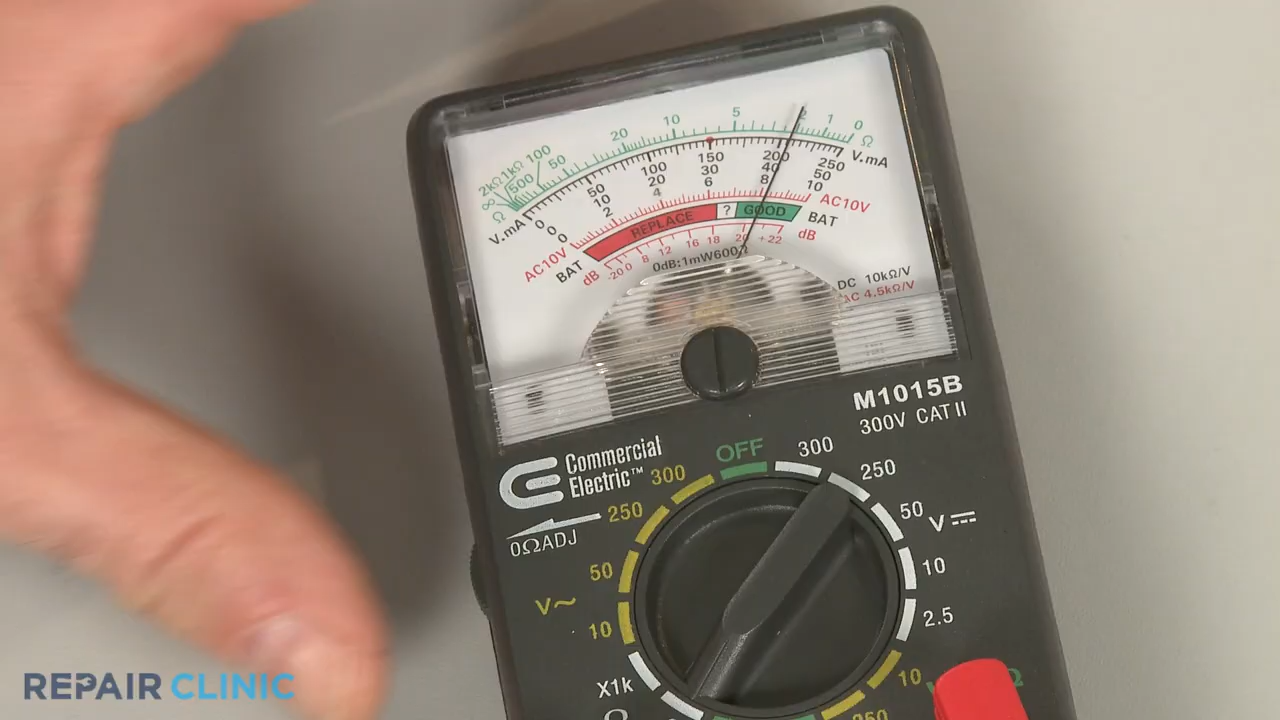 2kΩ 1kΩ 100 50 20 10 5 2 1 0 Ω
500
∞
Ω
V.mA 0 50 100 150 200 250 V.mA
0 10 20 30 40 50
0 2 4 6 8 10
AC10V AC10V
BAT REPLACE ? GOOD BAT
dB -20 0 8 12 16 18 20 +22 dB
0dB:1mW600Ω
DC 10kΩ/V
AC 4.5kΩ/V
M1015B
300V CAT II
Commercial
Electric™
0ΩADJ
OFF
300
250
50
V
10
2.5
10
300
250
50
V~
10
X1k
Ω
250
REPAIR CLINIC